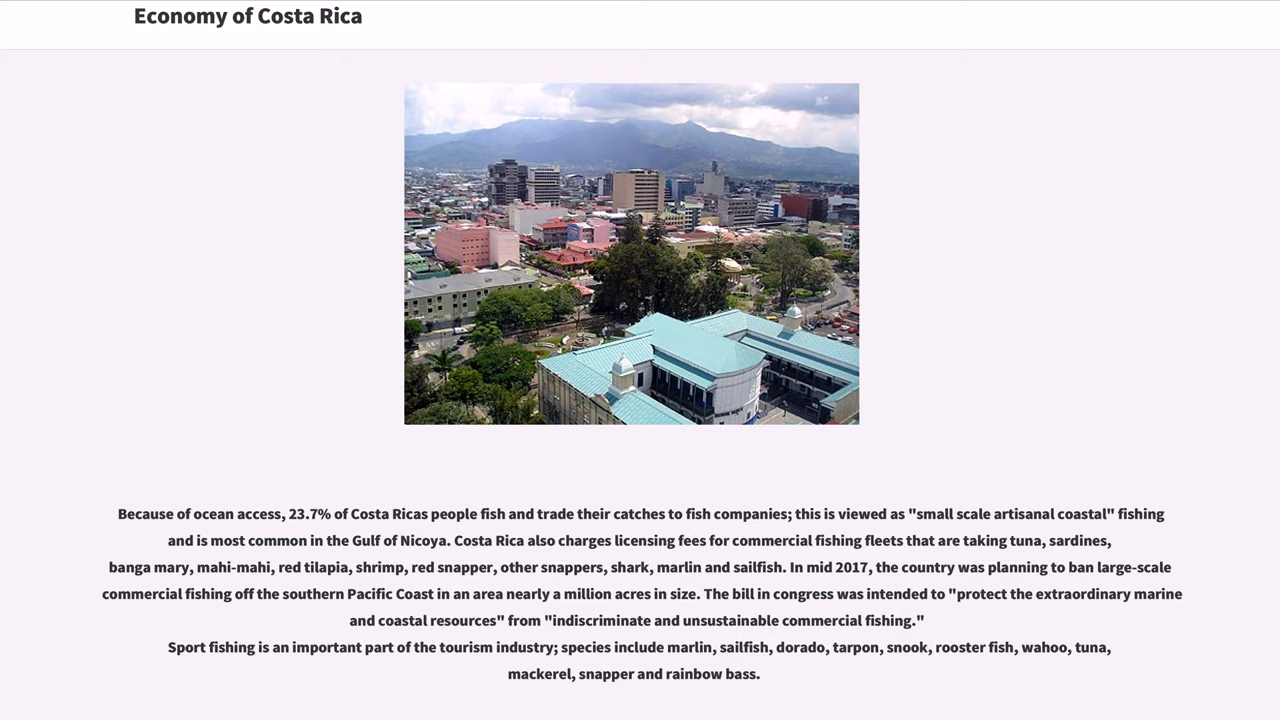 Economy of Costa Rica
Because of ocean access, 23.7% of Costa Ricas people fish and trade their catches to fish companies; this is viewed as "small scale artisanal coastal" fishing
and is most common in the Gulf of Nicoya. Costa Rica also charges licensing fees for commercial fishing fleets that are taking tuna, sardines,
banga mary, mahi-mahi, red tilapia, shrimp, red snapper, other snappers, shark, marlin and sailfish. In mid 2017, the country was planning to ban large-scale
commercial fishing off the southern Pacific Coast in an area nearly a million acres in size. The bill in congress was intended to "protect the extraordinary marine
and coastal resources" from "indiscriminate and unsustainable commercial fishing."
Sport fishing is an important part of the tourism industry; species include marlin, sailfish, dorado, tarpon, snook, rooster fish, wahoo, tuna,
mackerel, snapper and rainbow bass.